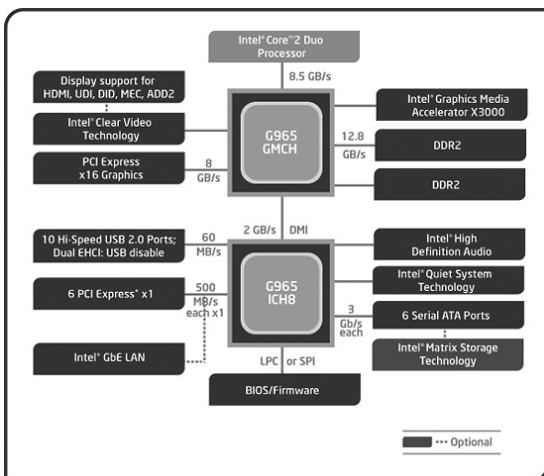 Intel® Core™2 Duo
Processor
8.5 GB/s
Display support for
HDMI, UDI, DID, MEC, ADD2
Intel® Clear Video
Technology
PCI Express
x16 Graphics
8
GB/s
G965
GMCH
12.8
GB/s
Intel® Graphics Media
Accelerator X3000
DDR2
DDR2
2 GB/s
DMI
10 Hi-Speed USB 2.0 Ports;
Dual EHCI: USB disable
60
MB/s
6 PCI Express* x1
500
MB/s
each x1
Intel® GbE LAN
G965
ICH8
Intel® High
Definition Audio
Intel® Quiet System
Technology
3
Gb/s
each
6 Serial ATA Ports
Intel® Matrix Storage
Technology
LPC or SPI
BIOS/Firmware
Optional